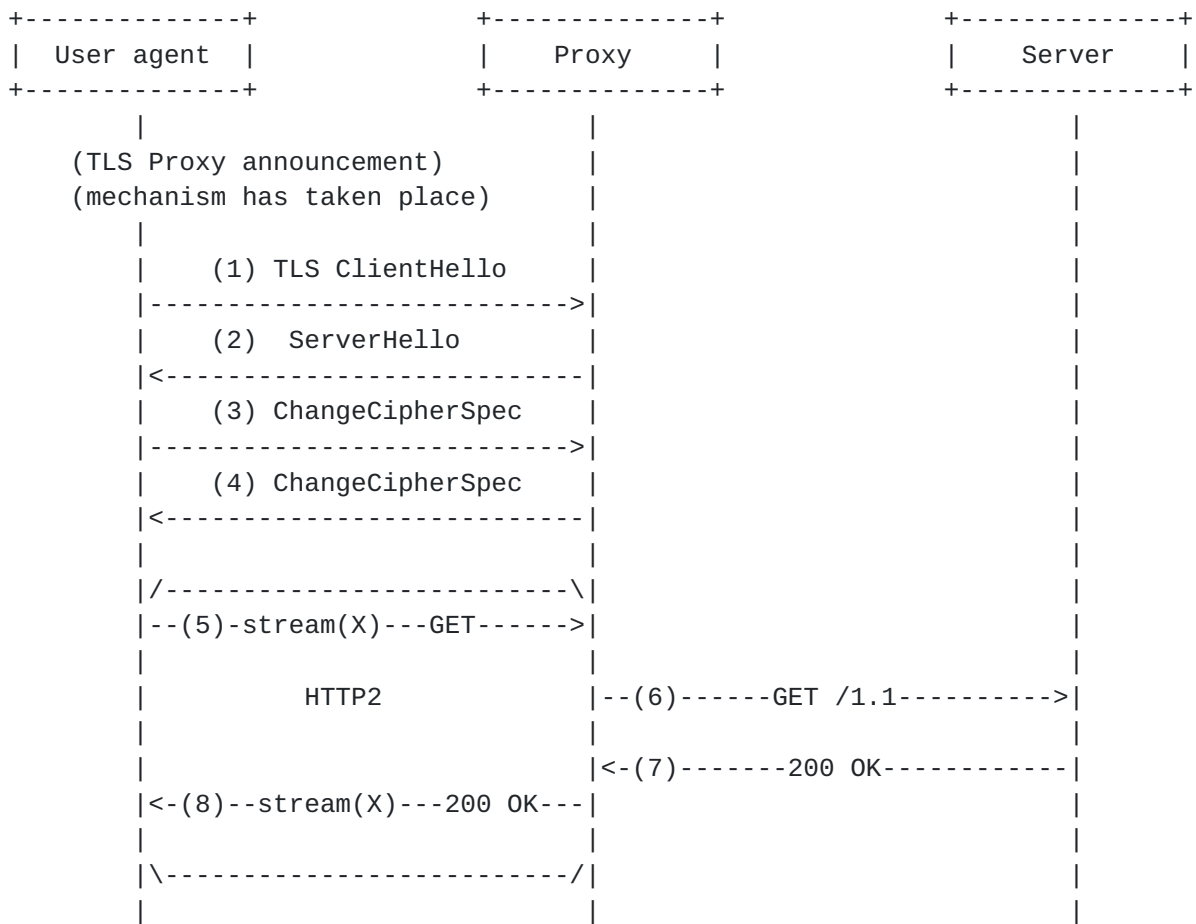 User agent Proxy Server
(TLS Proxy announcement)
(mechanism has taken place)
(1) TLS ClientHello
(2) ServerHello
(3) ChangeCipherSpec
(4) ChangeCipherSpec
(5)-stream(X)---GET
HTTP2 (6)------GET /1.1
(7)-------200 OK
(8)--stream(X)---200 OK